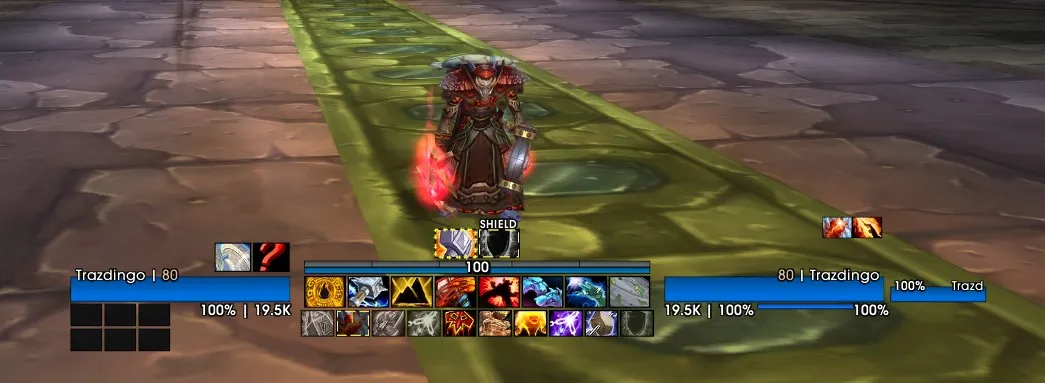 SHIELD
Trazdingo | 80
100
80 | Trazdingo
100% Trazd
100% | 19.5K
19.5K | 100%
100%